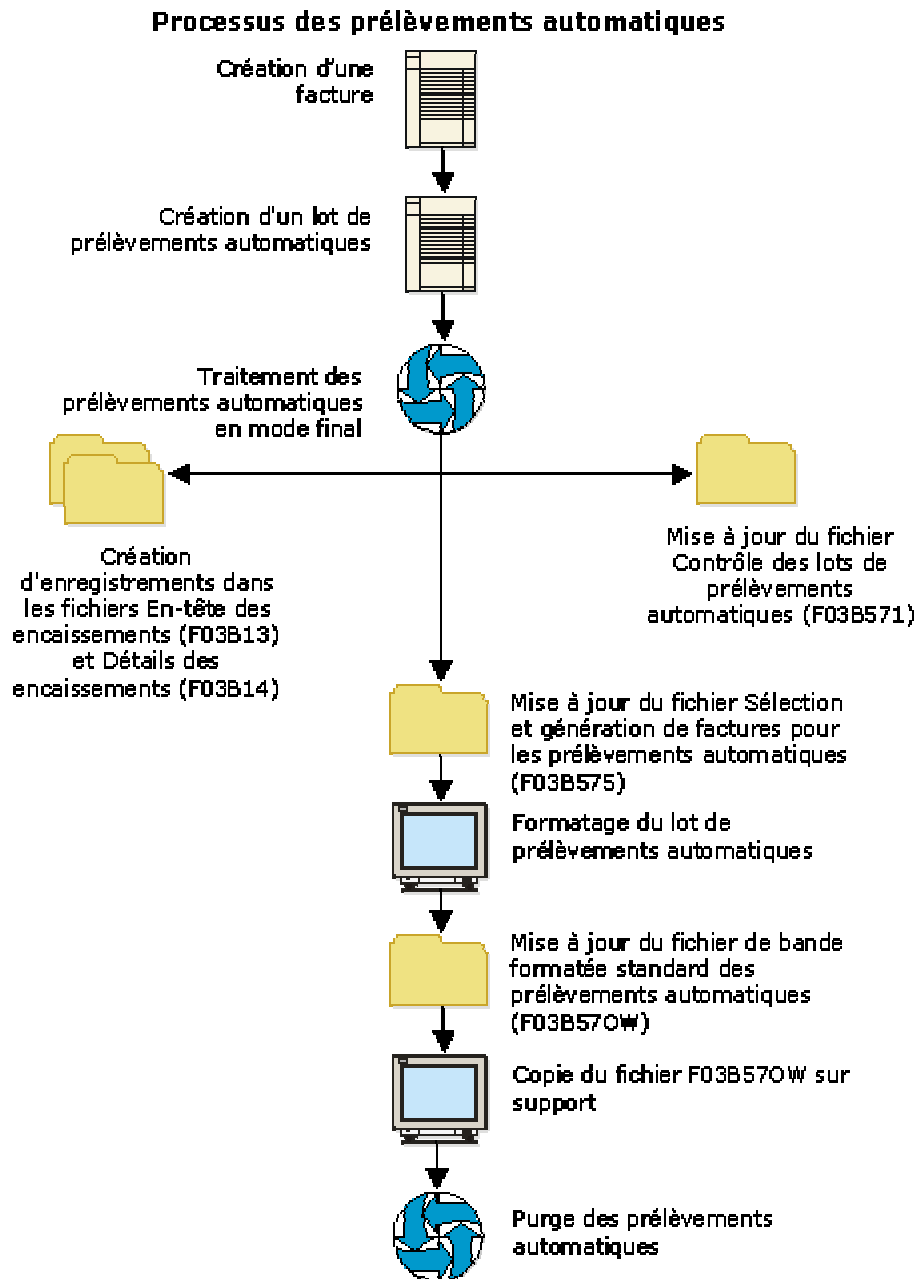 Processus des prélèvements automatiques
Création d'une
facture
Création d'un lot de
prélèvements automatiques
Traitement des
prélèvements automatiques
en mode final
Création
d'enregistrements dans
les fichiers En-tête des
encaissements (F03B13)
et Détails des
encaissements (F03B14)
Mise à jour du fichier
Contrôle des lots de
prélèvements
automatiques (F03B571)
Mise à jour du fichier Sélection
et génération de factures pour
les prélèvements automatiques
(F03B575)
Formatage du lot de
prélèvements automatiques
Mise à jour du fichier de bande
formatée standard des
prélèvements automatiques
(F03B57OW)
Copie du fichier F03B57OW sur
support
Purge des prélèvements
automatiques